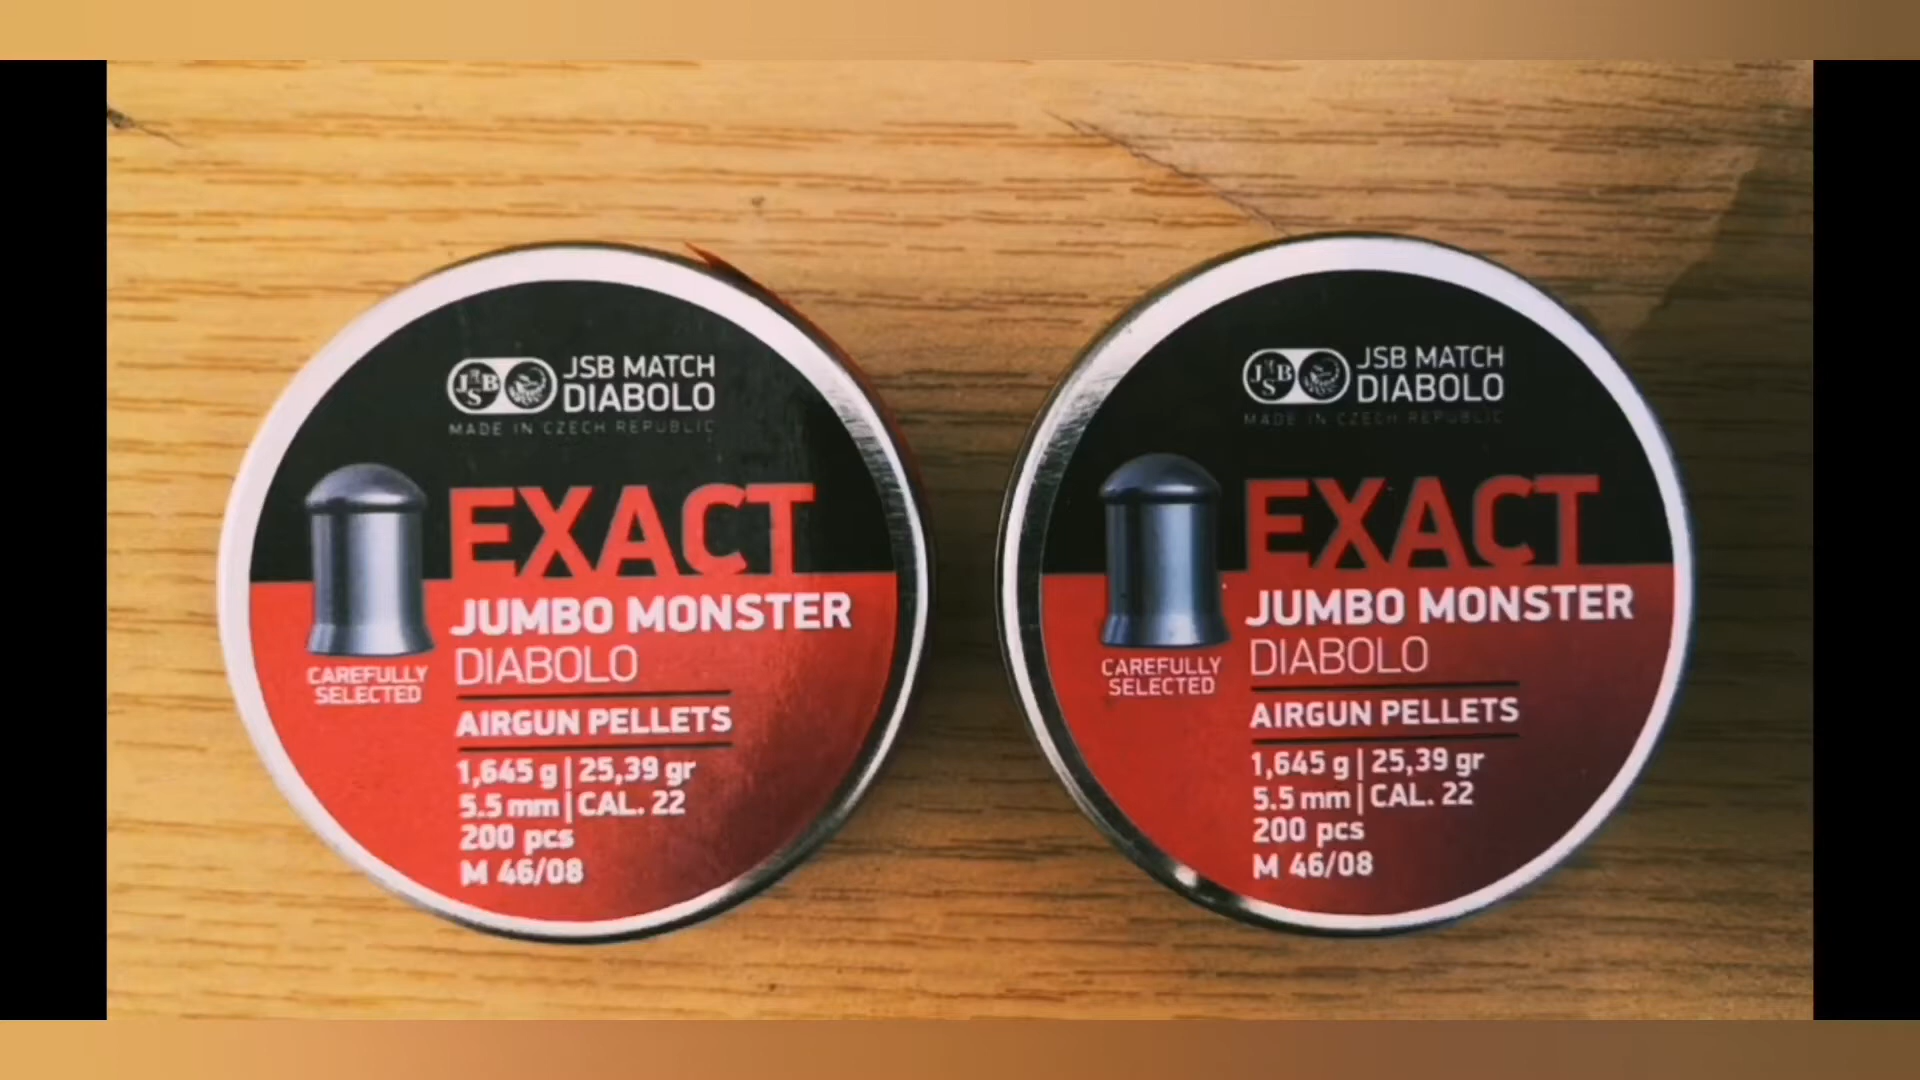 JSB
JSB MATCH
DIABOLO
MADE IN CZECH REPUBLIC
EXACT
JUMBO MONSTER
DIABOLO
CAREFULLY
SELECTED
AIRGUN PELLETS
1,645 g | 25,39 gr
5.5 mm | CAL. 22
200 pcs
M 46/08
JSB
JSB MATCH
DIABOLO
MADE IN CZECH REPUBLIC
EXACT
JUMBO MONSTER
DIABOLO
CAREFULLY
SELECTED
AIRGUN PELLETS
1,645 g | 25,39 gr
5.5 mm | CAL. 22
200 pcs
M 46/08